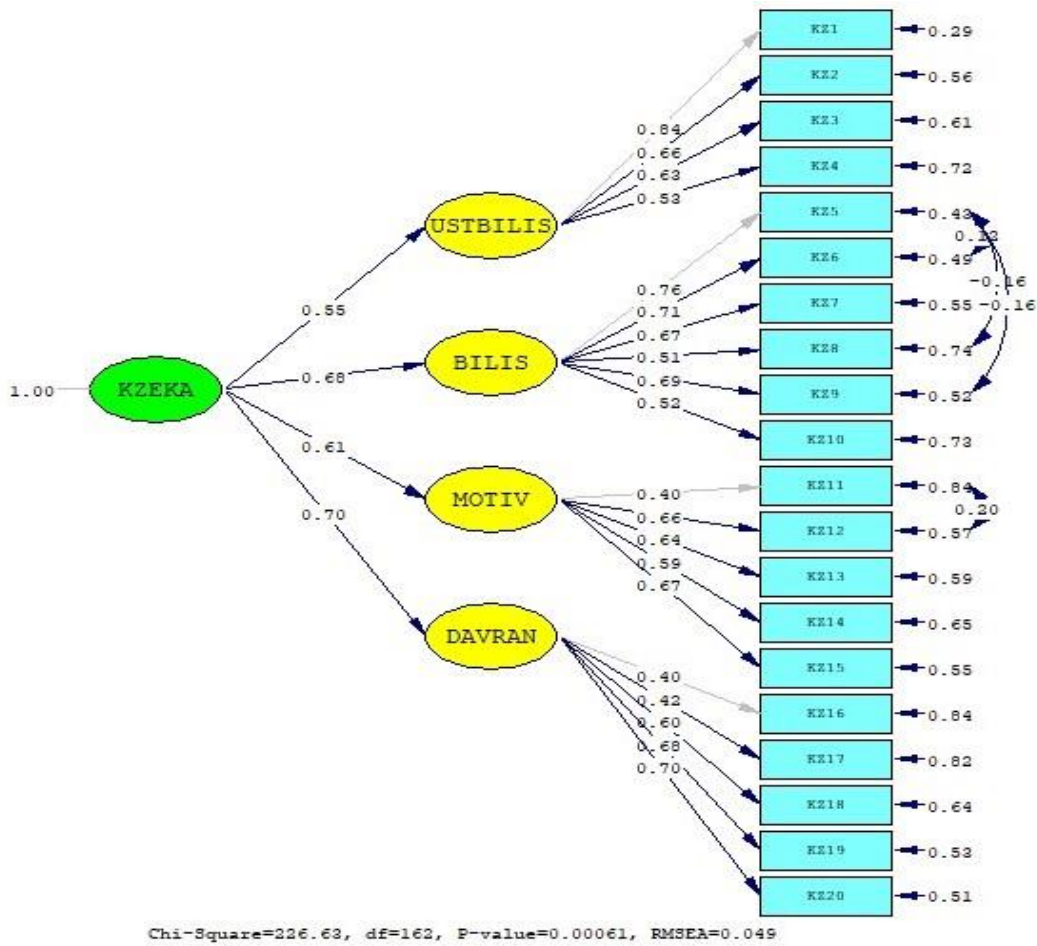 KZ1 0.29
KZ2 0.56
KZ3 0.61
KZ4 0.72
KZ5 0.43
KZ6 0.49
KZ7 0.55
KZ8 0.74
KZ9 0.52
KZ10 0.73
KZ11 0.84
KZ12 0.57
KZ13 0.59
KZ14 0.65
KZ15 0.55
KZ16 0.84
KZ17 0.82
KZ18 0.64
KZ19 0.53
KZ20 0.51
0.12
-0.16
-0.16
0.20
1.00
KZEKA
0.55
0.68
0.61
0.70
USTBILIS
0.84
0.66
0.63
0.53
BILIS
0.76
0.71
0.67
0.51
0.69
0.52
MOTIV
0.40
0.66
0.64
0.59
0.67
DAVRAN
0.40
0.42
0.60
0.68
0.70
Chi-Square=226.63, df=162, P-value=0.00061, RMSEA=0.049